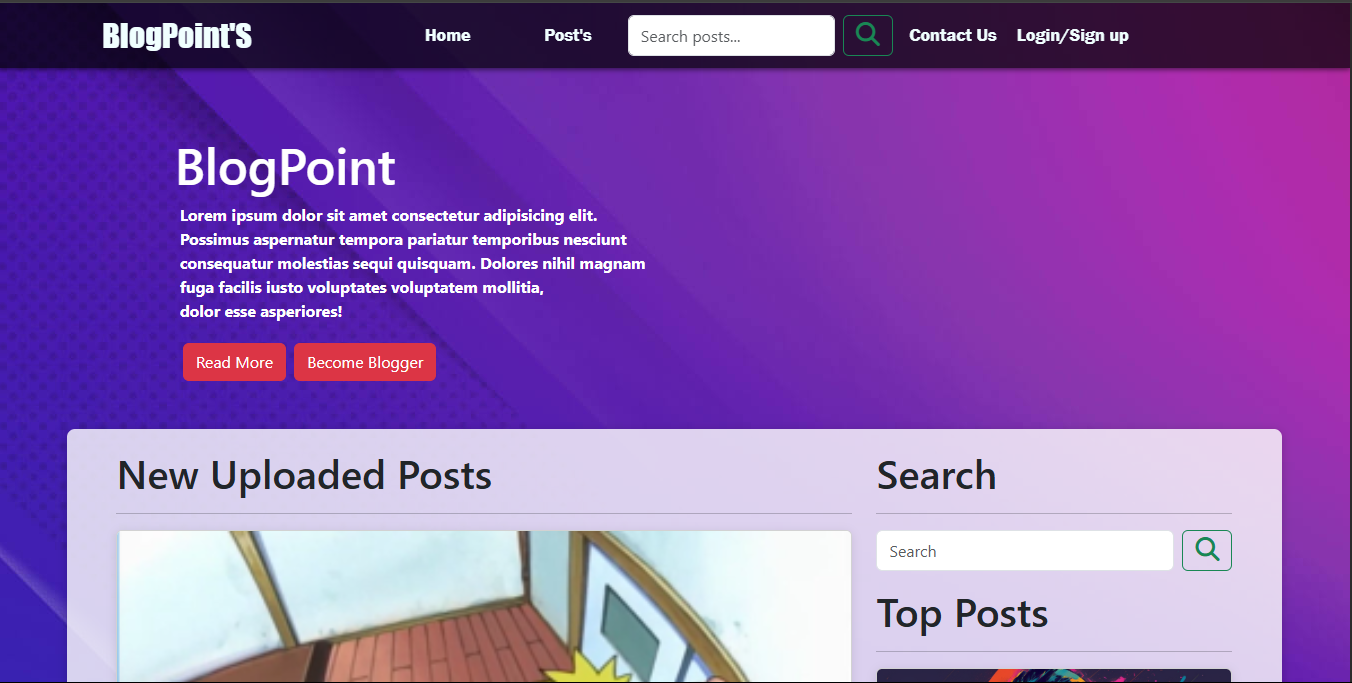 BlogPoint'S
Home
Post's
Search posts...
Contact Us
Login/Sign up
BlogPoint
Lorem ipsum dolor sit amet consectetur adipisicing elit.
Possimus aspernatur tempora pariatur temporibus nesciunt
consequatur molestias sequi quisquam. Dolores nihil magnam
fuga facilis iusto voluptates voluptatem mollitia,
dolor esse asperiores!
Read More
Become Blogger
New Uploaded Posts
Search
Search
Top Posts